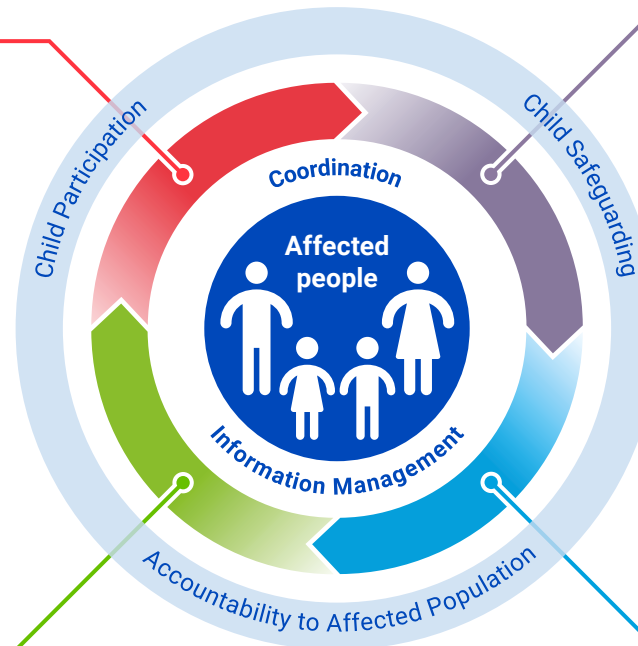 Child Participation
Child Safeguarding
Coordination
Affected
people
Information Management
Accountability to Affected Population